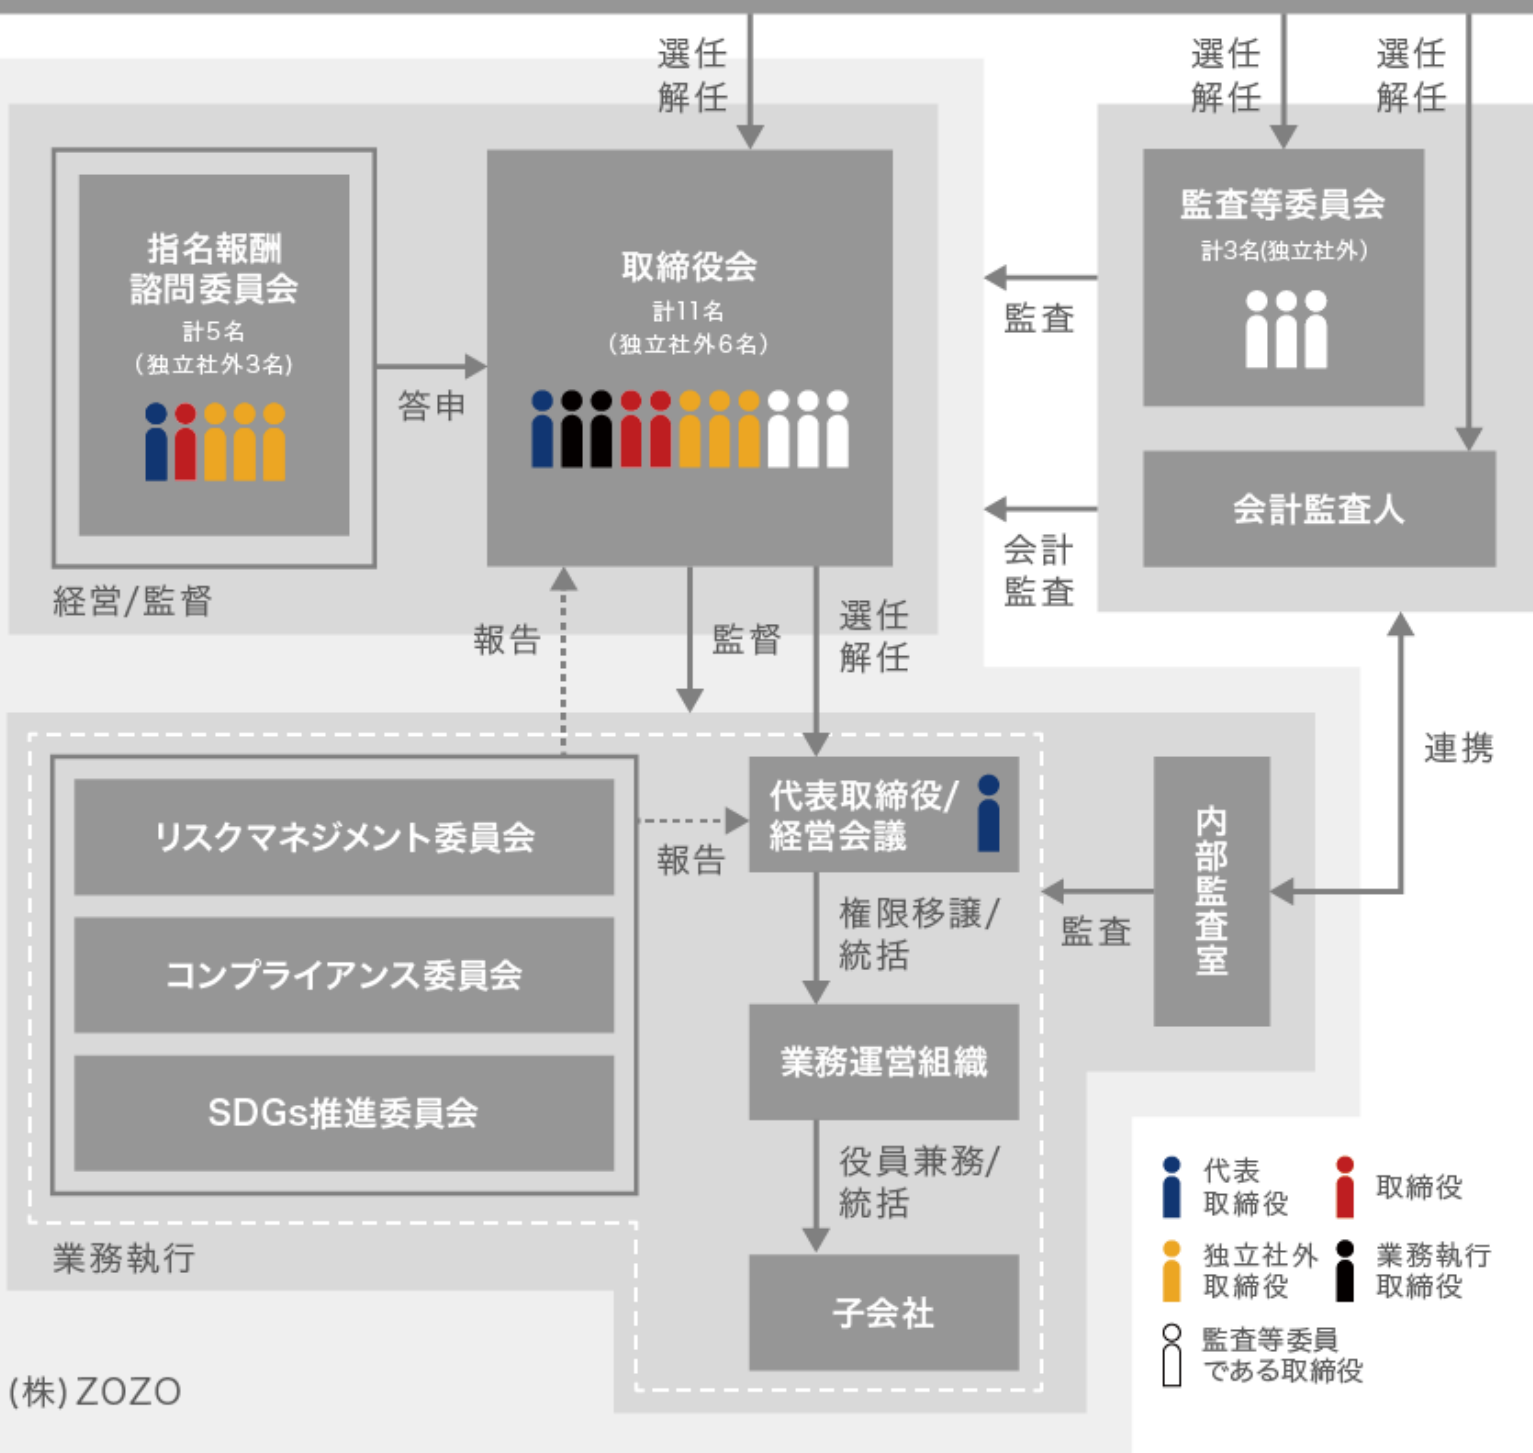 選任
解任
選任
解任
選任
解任
指名報酬
諮問委員会
計5名
(独立社外3名)
答申
取締役会
計11名
(独立社外6名)
監査等委員会
計3名(独立社外)
監査
会計監査人
会計
監査
経営/監督
報告
監督
選任
解任
連携
リスクマネジメント委員会
コンプライアンス委員会
SDGs推進委員会
報告
代表取締役/
経営会議
権限移譲/
統括
監査
内部監査室
業務運営組織
役員兼務/
統括
子会社
業務執行
(株)ZOZO
代表
取締役
取締役
独立社外
取締役
業務執行
取締役
監査等委員
である取締役